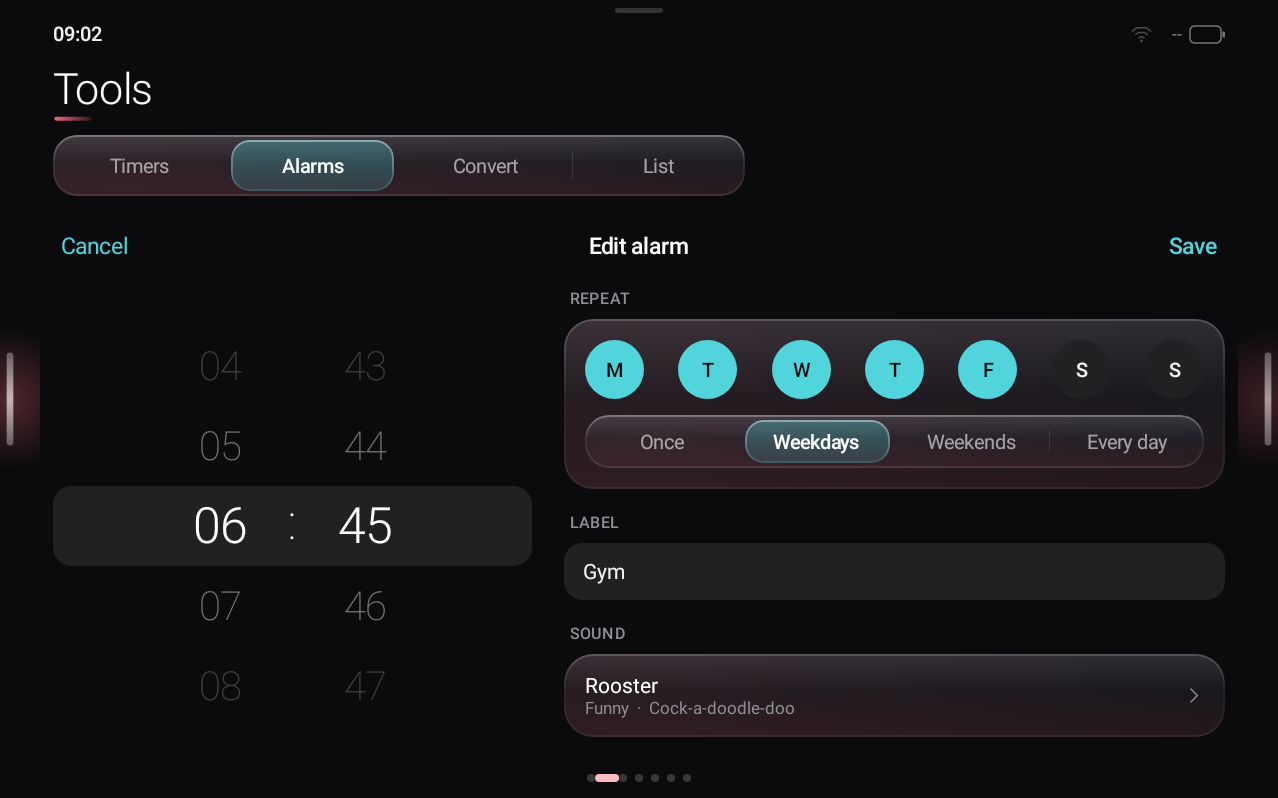 09:02
--
Tools
Timers Alarms Convert List
Cancel
Edit alarm
Save
04 43
05 44
06 : 45
07 46
08 47
REPEAT
M T W T F S S
Once Weekdays Weekends Every day
LABEL
Gym
SOUND
Rooster
Funny · Cock-a-doodle-doo